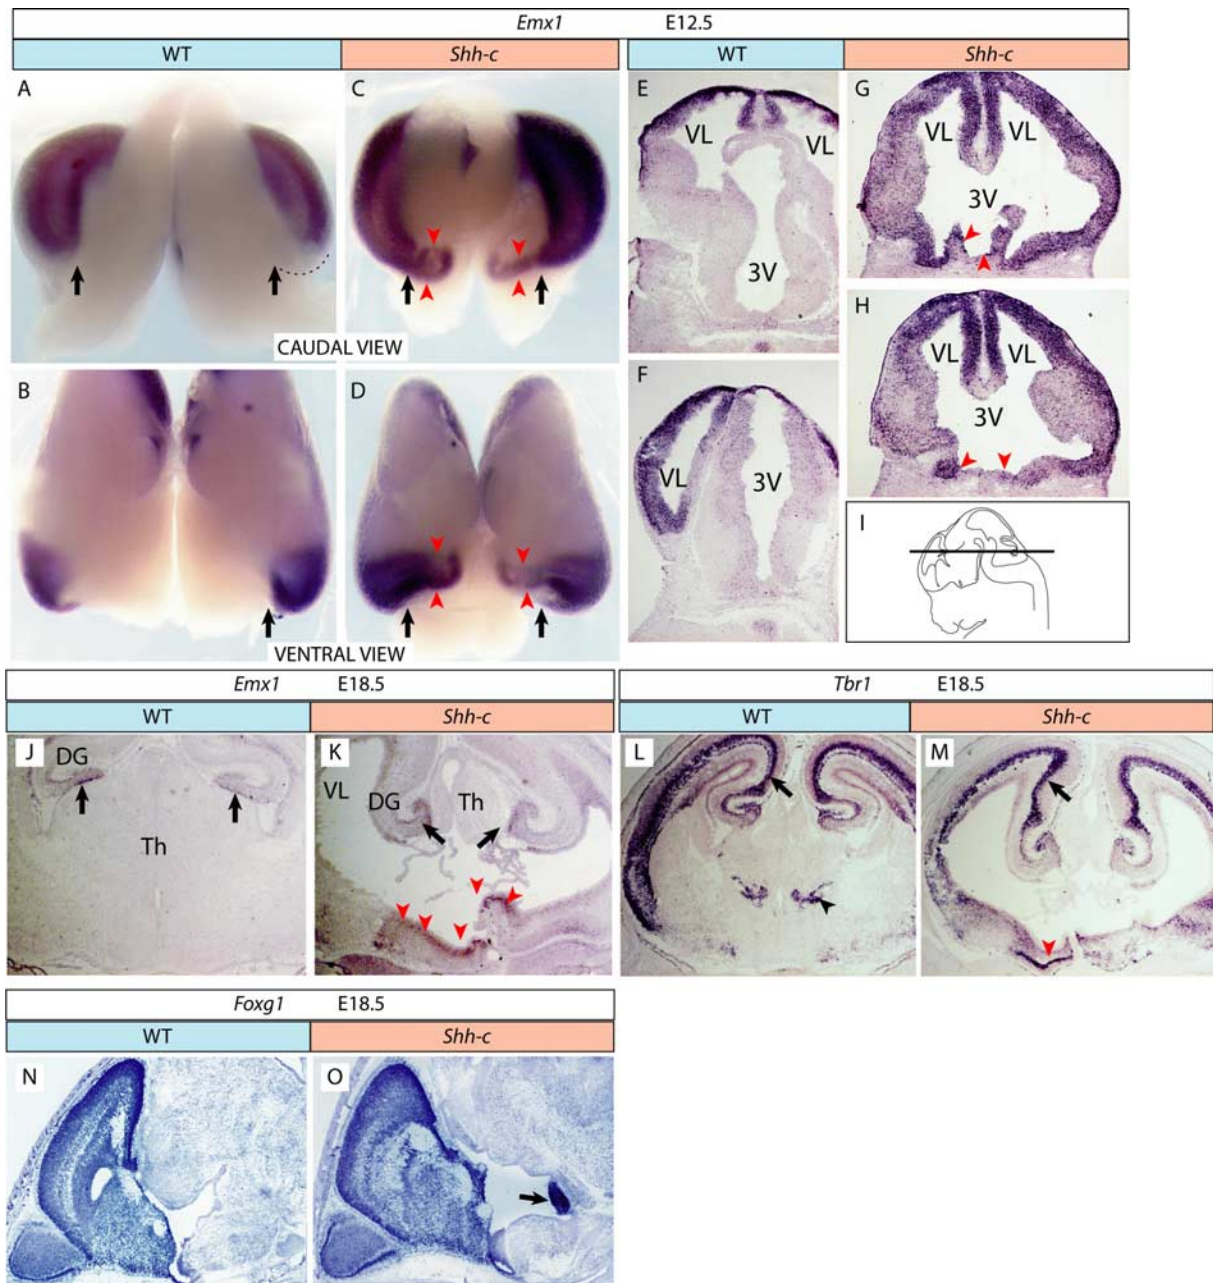 Emx1 E12.5
WT Shh-c WT Shh-c
A C E G
VL VL VL VL
3V
3V
CAUDAL VIEW
H
VL VL
B D F
3V
VL 3V
I
VENTRAL VIEW
Emx1 E18.5 Tbr1 E18.5
WT Shh-c WT Shh-c
J K L M
DG
VL DG Th
Th
Foxg1 E18.5
WT Shh-c
N O